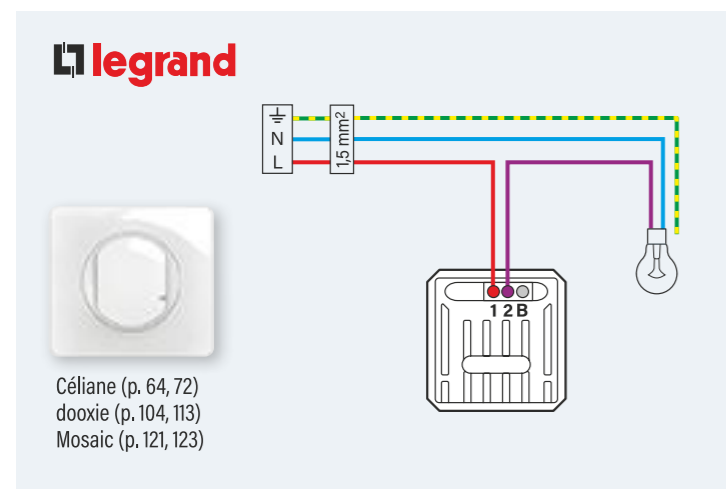 legrand
N
L
1,5 mm²
1 2 B
Céliane (p. 64, 72)
dooxie (p. 104, 113)
Mosaic (p. 121, 123)